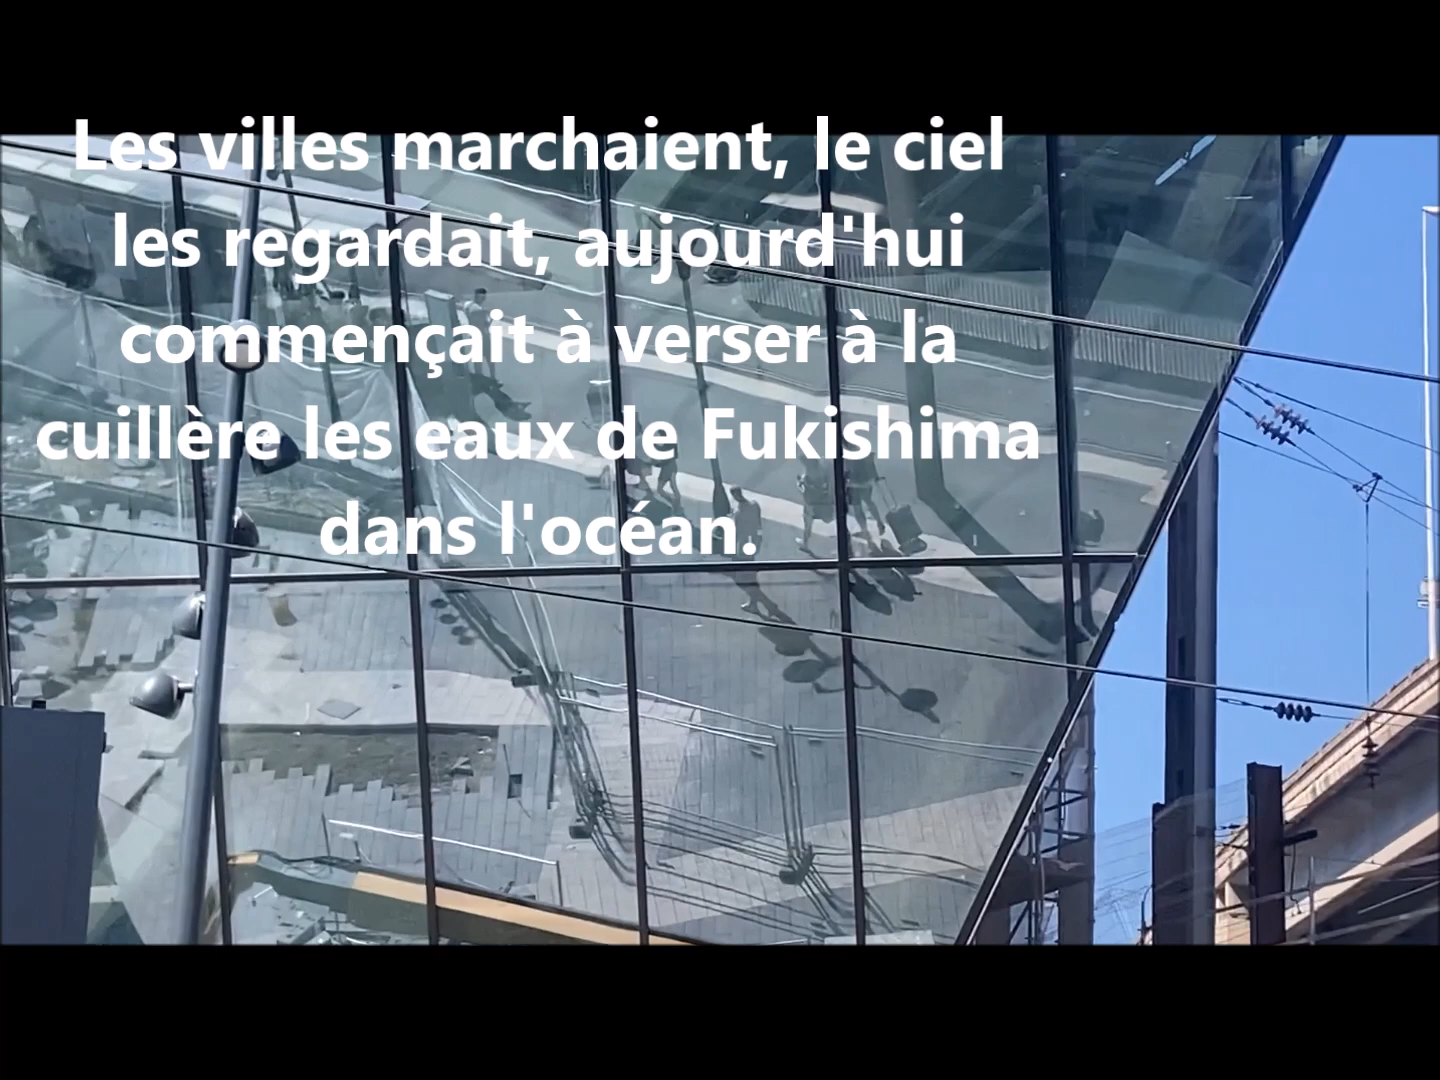 Les villes marchaient, le ciel
les regardait, aujourd'hui
commençait à verser à la
cuillère les eaux de Fukishima
dans l'océan.